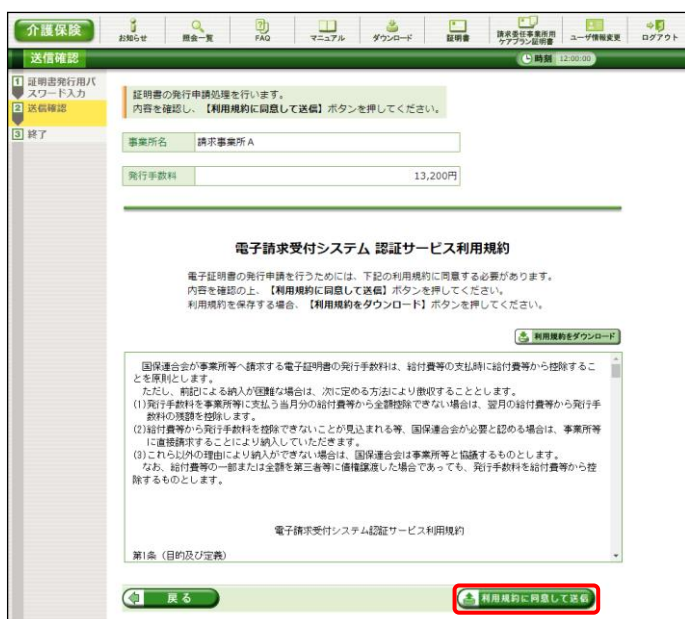 介護保険
お知らせ
照会一覧
FAQ
マニュアル
ダウンロード
証明書
請求委任事業所用
ケアプラン証明書
ユーザ情報変更
ログアウト
送信確認
時刻 12:00:00
1 証明書発行用パ
スワード入力
2 送信確認
3 終了
証明書の発行申請処理を行います。
内容を確認し、【利用規約に同意して送信】ボタンを押してください。
事業所名 請求事業所A
発行手数料 13,200円
電子請求受付システム 認証サービス利用規約
電子証明書の発行申請を行うためには、下記の利用規約に同意する必要があります。
内容を確認の上、【利用規約に同意して送信】ボタンを押してください。
利用規約を保存する場合、【利用規約をダウンロード】ボタンを押してください。
利用規約をダウンロード
国保連合会が事業所等へ請求する電子証明書の発行手数料は、給付費等の支払時に給付費等から控除するこ
とを原則とします。
ただし、前記による納入が困難な場合は、次に定める方法により徴収することとします。
(1)発行手数料を事業所等に支払う当月分の給付費等から全額控除できない場合は、翌月の給付費等から発行手
数料の残額を控除します。
(2)給付費等から発行手数料を控除できないことが見込まれる等、国保連合会が必要と認める場合は、事業所等
に直接請求することにより納入していただきます。
(3)これら以外の理由により納入ができない場合は、国保連合会は事業所等と協議するものとします。
なお、給付費等の一部または全額を第三者等に債権譲渡した場合であっても、発行手数料を給付費等から控
除するものとします。
電子請求受付システム認証サービス利用規約
第1条(目的及び定義)
戻る
利用規約に同意して送信